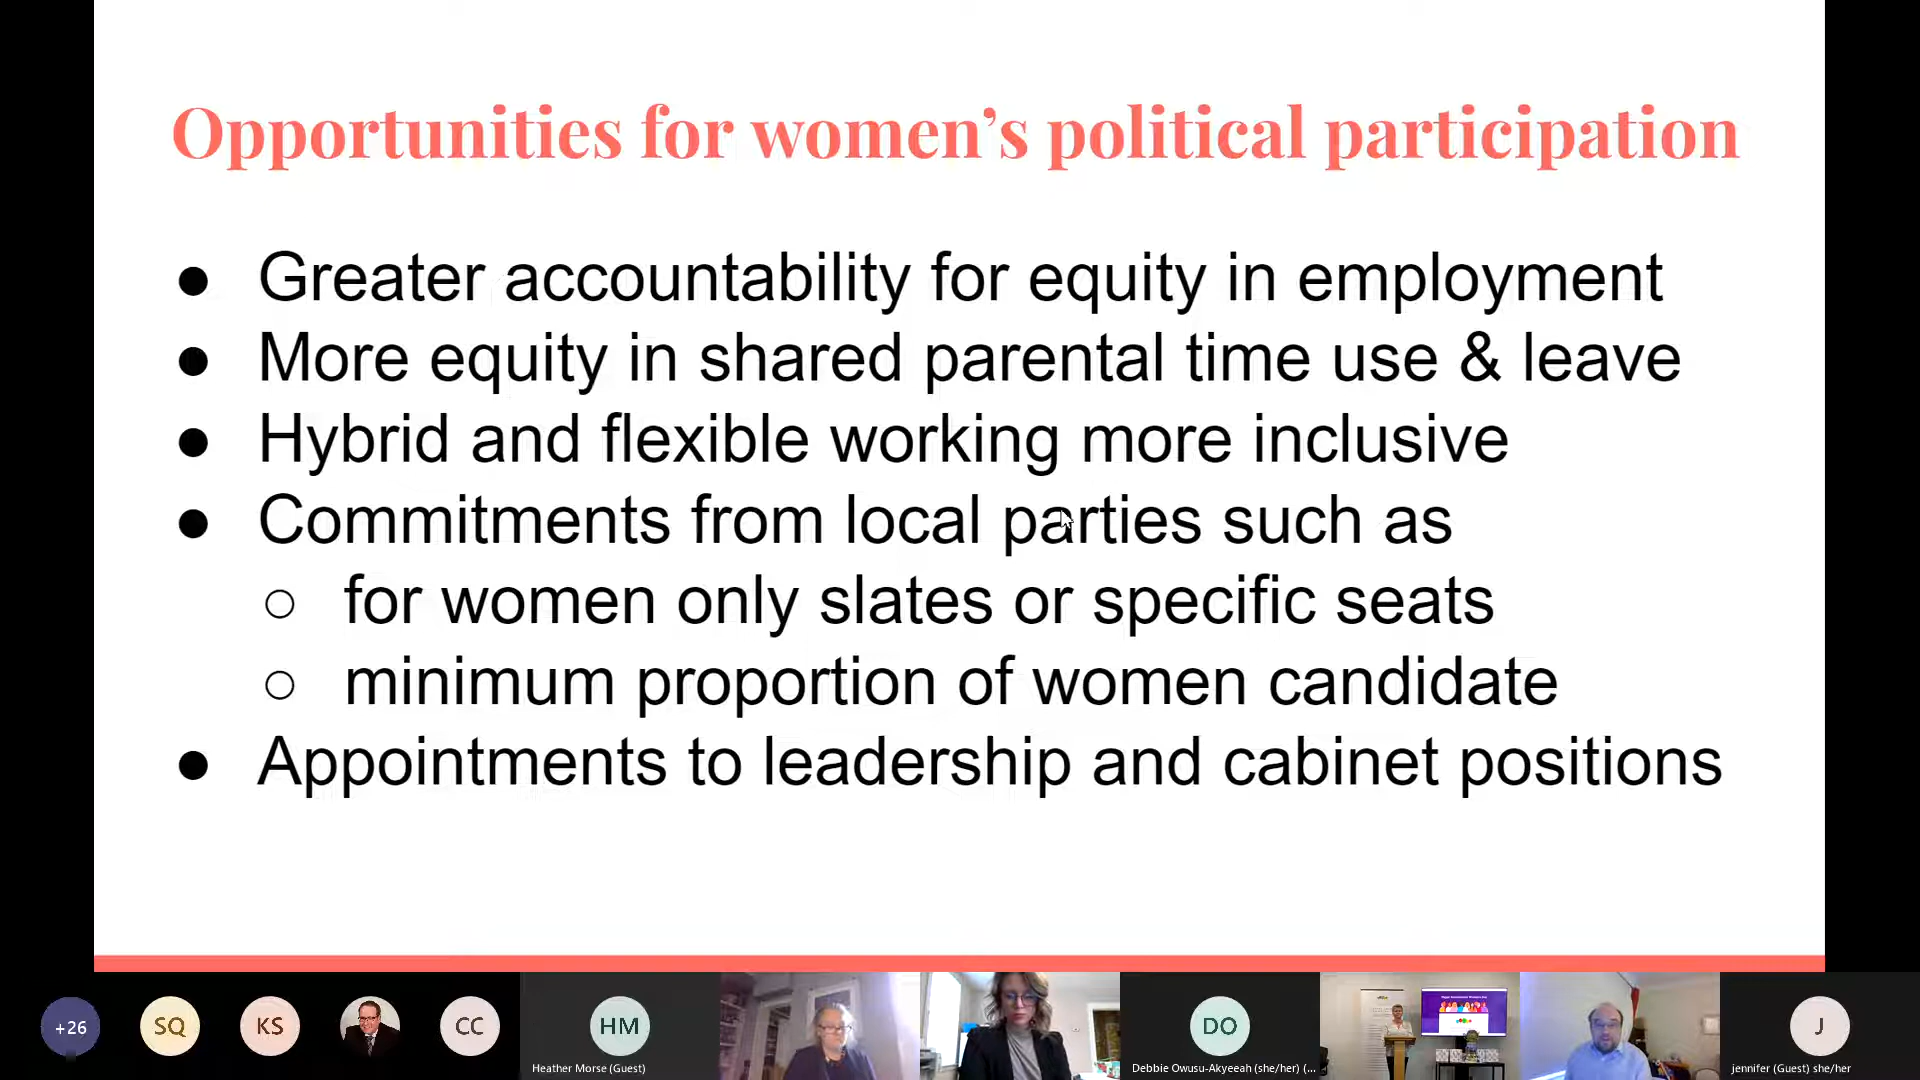 Opportunities for women’s political participation
● Greater accountability for equity in employment
● More equity in shared parental time use & leave
● Hybrid and flexible working more inclusive
● Commitments from local parties such as
○ for women only slates or specific seats
○ minimum proportion of women candidate
● Appointments to leadership and cabinet positions
+26
SQ
KS
CC
HM
DO
J
Heather Morse (Guest)
Debbie Owusu-Akyeeah (she/her) (...
jennifer (Guest) she/her